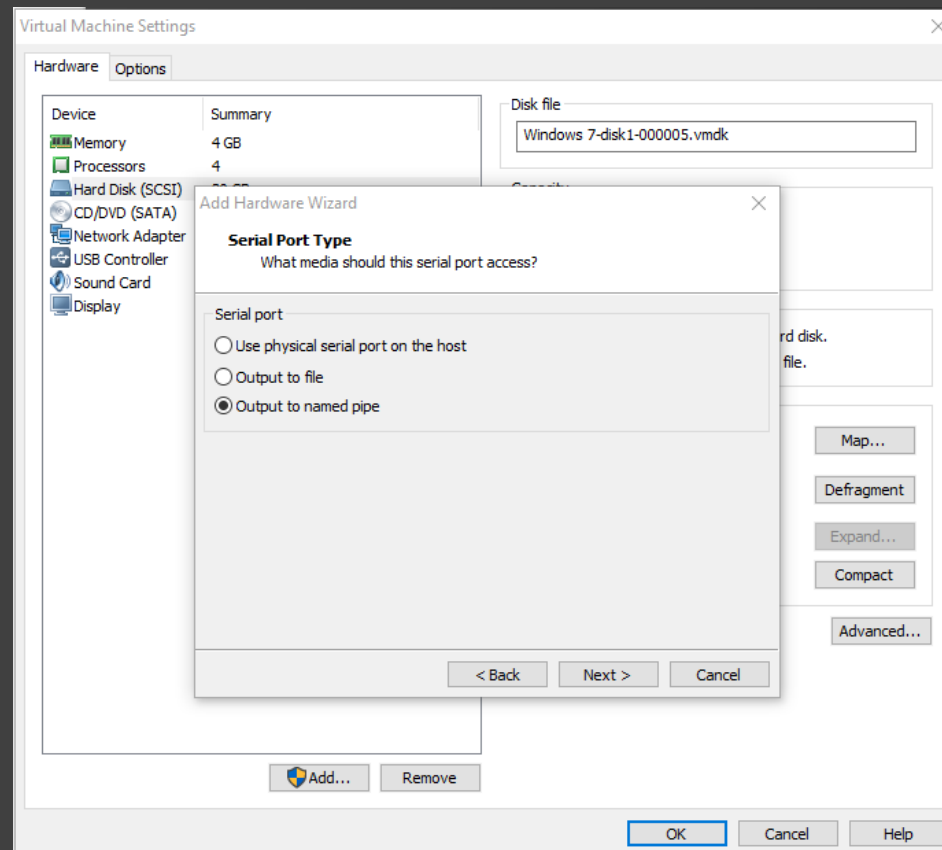 Virtual Machine Settings
Hardware Options
Device Summary
Memory 4 GB
Processors 4
Hard Disk (SCSI)
CD/DVD (SATA)
Network Adapter
USB Controller
Sound Card
Display
Disk file
Windows 7-disk1-000005.vmdk
Add Hardware Wizard
Serial Port Type
What media should this serial port access?
Serial port
Use physical serial port on the host
Output to file
Output to named pipe
< Back Next > Cancel
rd disk.
file.
Map...
Defragment
Expand...
Compact
Advanced...
Add... Remove
OK Cancel Help